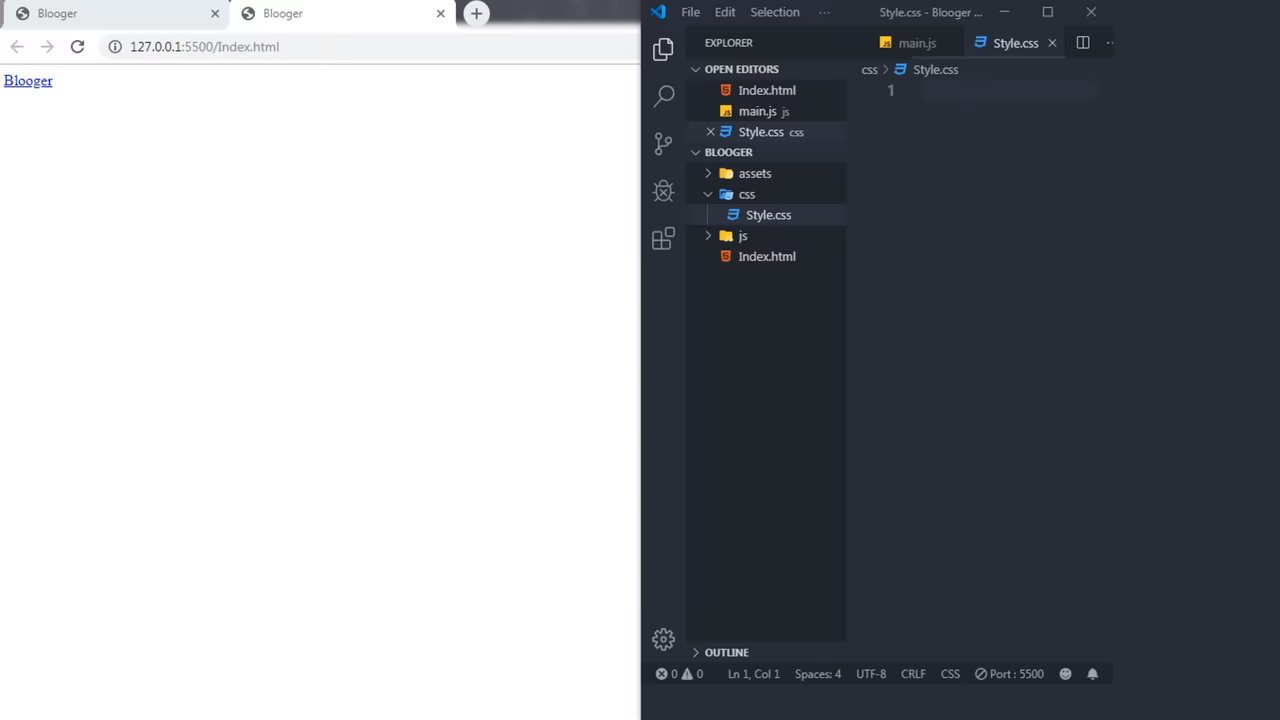 Blooger
Blooger
127.0.0.1:5500/Index.html
Blooger
File Edit Selection ··· Style.css - Blooger ...
EXPLORER
main.js Style.css
OPEN EDITORS
css > Style.css
Index.html
1
main.js js
Style.css css
BLOOGER
assets
css
Style.css
js
Index.html
OUTLINE
0 0 Ln 1, Col 1 Spaces: 4 UTF-8 CRLF CSS Port : 5500